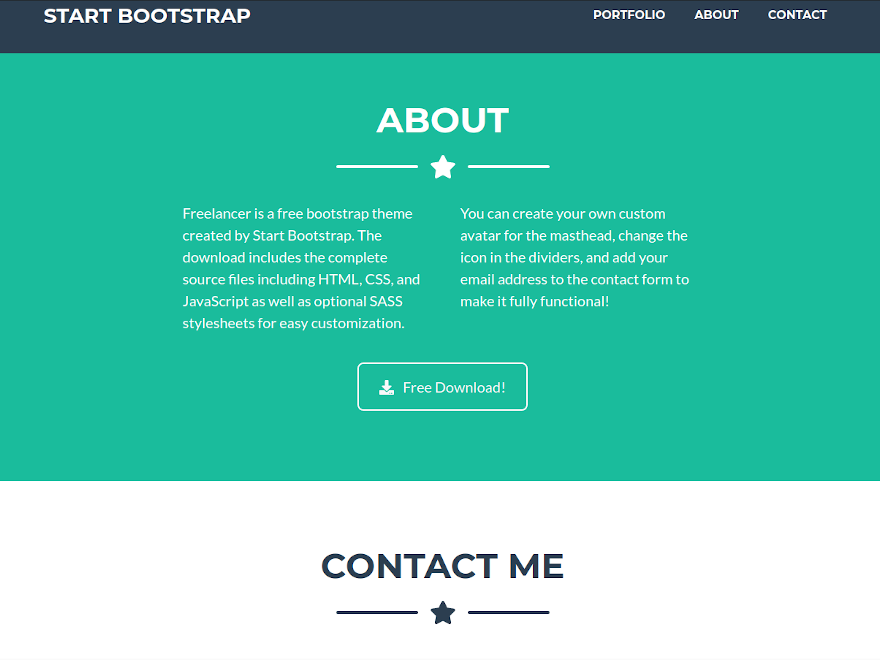 START BOOTSTRAP
PORTFOLIO
ABOUT
CONTACT
ABOUT
Freelancer is a free bootstrap theme
created by Start Bootstrap. The
download includes the complete
source files including HTML, CSS, and
JavaScript as well as optional SASS
stylesheets for easy customization.
You can create your own custom
avatar for the masthead, change the
icon in the dividers, and add your
email address to the contact form to
make it fully functional!
Free Download!
CONTACT ME